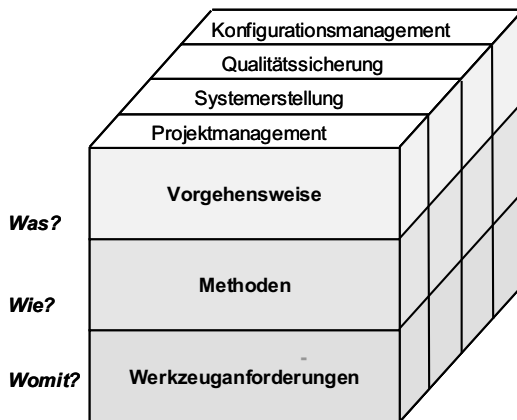 Konfigurationsmanagement
Qualitätssicherung
Systemerstellung
Projektmanagement
Vorgehensweise
Was?
Methoden
Wie?
Womit?
Werkzeuganforderungen